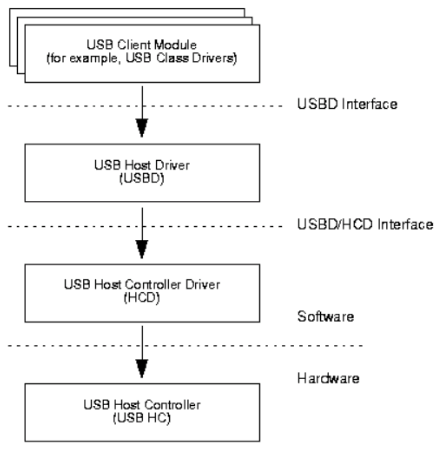 USB Client Module
(for example, USB Class Drivers)
USBD Interface
USB Host Driver
(USBD)
USBD/HCD Interface
USB Host Controller Driver
(HCD)
Software
Hardware
USB Host Controller
(USB HC)